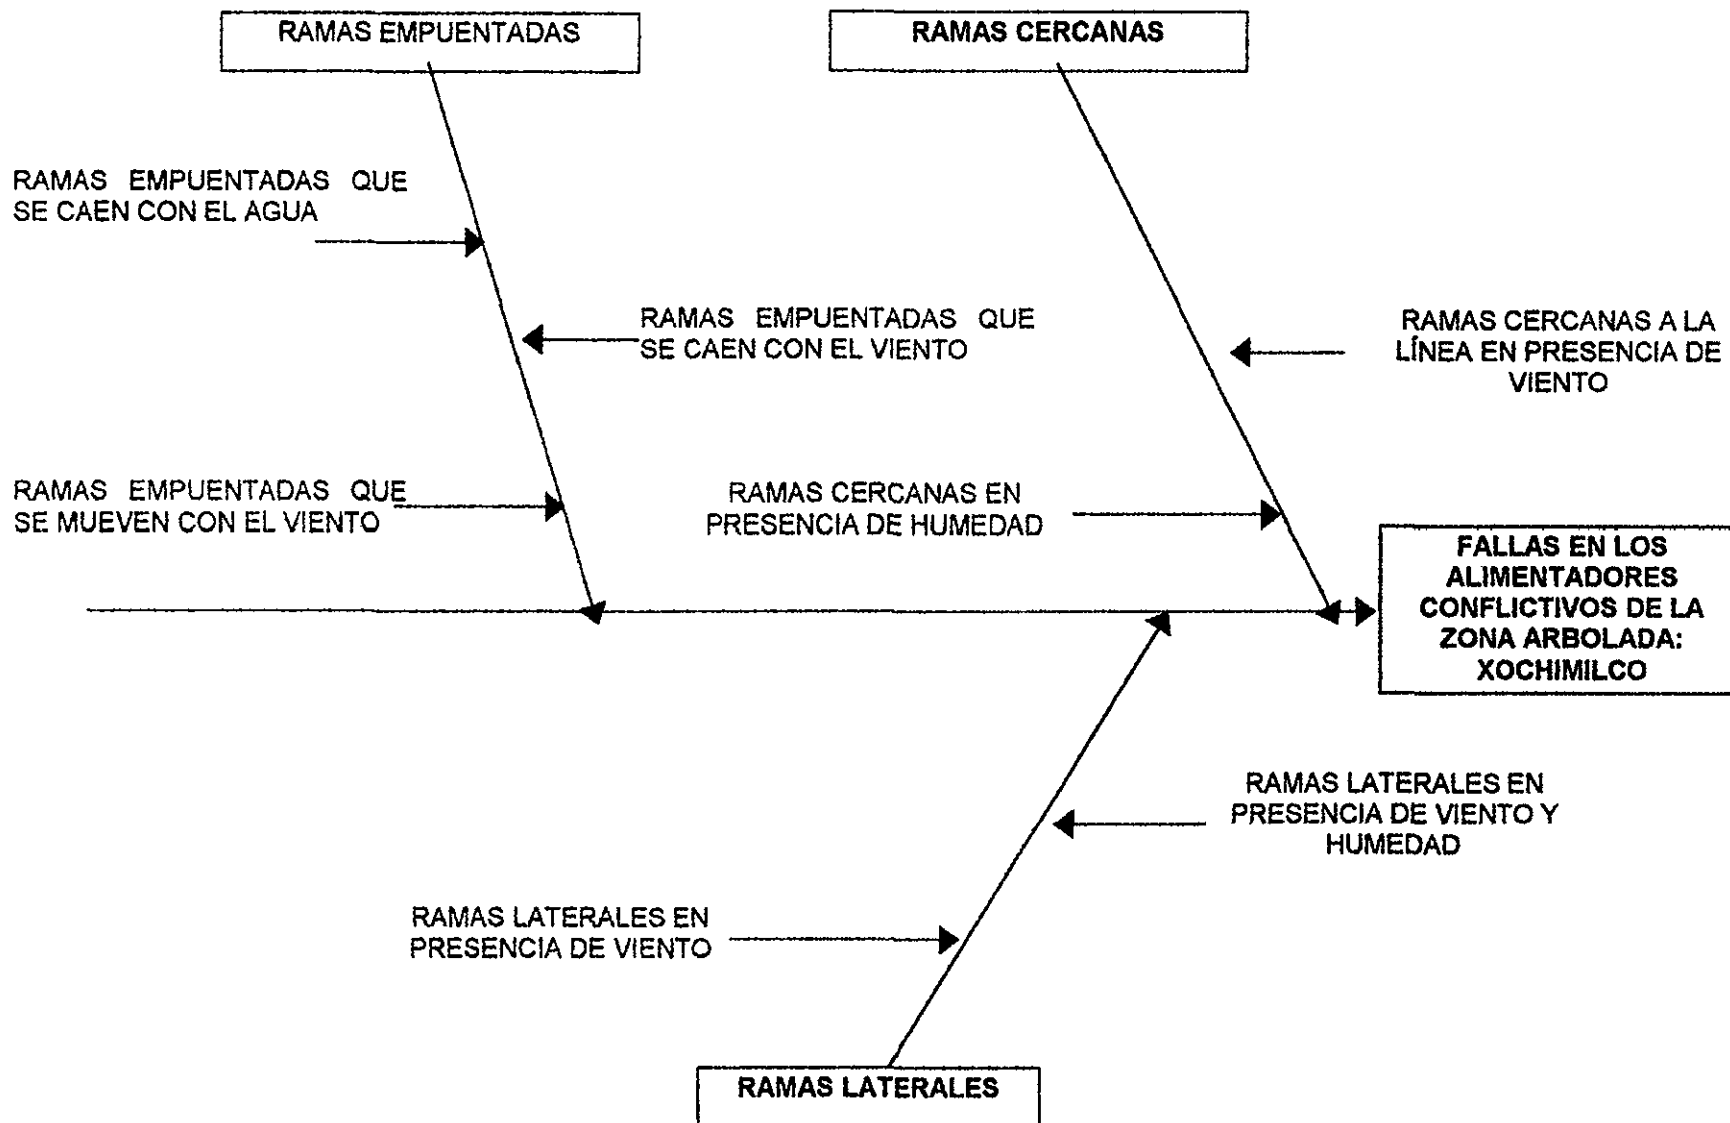 RAMAS EMPUENTADAS
RAMAS CERCANAS
RAMAS EMPUENTADAS QUE
SE CAEN CON EL AGUA
RAMAS EMPUENTADAS QUE
SE CAEN CON EL VIENTO
RAMAS CERCANAS A LA
LÍNEA EN PRESENCIA DE
VIENTO
RAMAS EMPUENTADAS QUE
SE MUEVEN CON EL VIENTO
RAMAS CERCANAS EN
PRESENCIA DE HUMEDAD
FALLAS EN LOS
ALIMENTADORES
CONFLICTIVOS DE LA
ZONA ARBOLADA:
XOCHIMILCO
RAMAS LATERALES EN
PRESENCIA DE VIENTO Y
HUMEDAD
RAMAS LATERALES EN
PRESENCIA DE VIENTO
RAMAS LATERALES